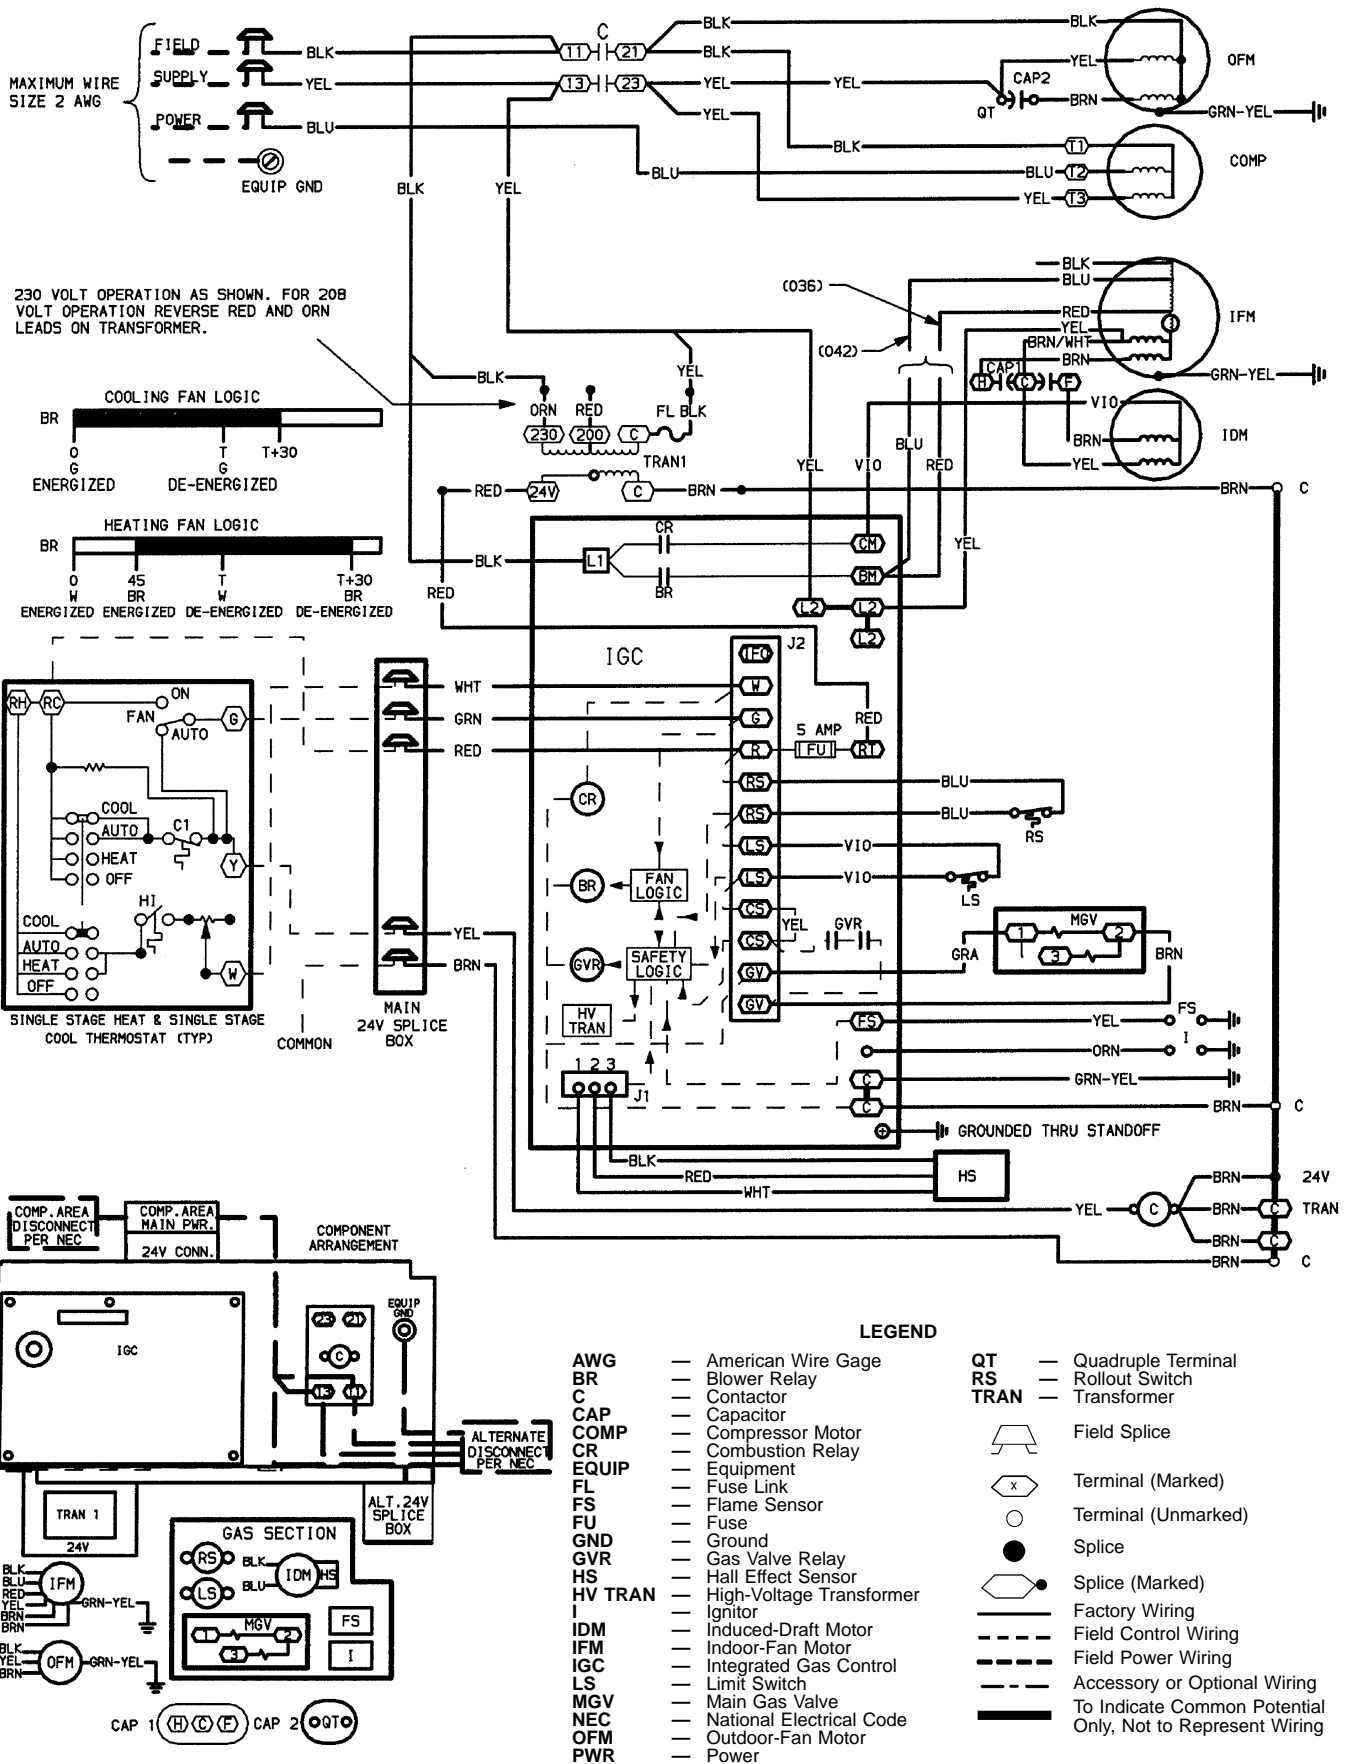 FIELD
SUPPLY
POWER
MAXIMUM WIRE
SIZE 2 AWG
EQUIP GND
BLK
YEL
BLU
C
11
21
13
23
BLK
BLK
YEL
YEL
YEL
BLK
YEL
CAP2
QT
BRN
OFM
GRN-YEL
BLK
T1
BLU
BLU
T2
YEL
T3
COMP
BLK
YEL
230 VOLT OPERATION AS SHOWN. FOR 208
VOLT OPERATION REVERSE RED AND ORN
LEADS ON TRANSFORMER.
(036)
(042)
BLK
BLU
RED
YEL
BRN/WHT
BRN
IFM
GRN-YEL
H
CAP1
C
F
VIO
BRN
YEL
IDM
BLK
YEL
ORN
RED
FL BLK
230
200
C
TRAN1
RED
24V
C
BRN
YEL
VIO
BLU
RED
YEL
BRN
C
COOLING FAN LOGIC
BR
O
G
ENERGIZED
T
G
DE-ENERGIZED
T+30
HEATING FAN LOGIC
BR
O
W
ENERGIZED
45
BR
ENERGIZED
T
W
DE-ENERGIZED
T+30
BR
DE-ENERGIZED
BLK
RED
L1
CR
BR
CM
BM
L2
L2
L2
IGC
J2
IFO
W
G
R
RS
RS
LS
LS
CS
CS
GV
GV
5 AMP
FU
RT
RED
WHT
GRN
RED
BLU
BLU
RS
VIO
VIO
LS
YEL
GVR
CR
BR
FAN
LOGIC
GVR
SAFETY
LOGIC
HV
TRAN
GRA
MGV
1
2
3
BRN
FS
YEL
FS
ORN
I
C
GRN-YEL
C
BRN
C
GROUNDED THRU STANDOFF
1 2 3
J1
BLK
RED
WHT
HS
RH
RC
ON
FAN
AUTO
G
COOL
AUTO
HEAT
OFF
C1
Y
HI
COOL
AUTO
HEAT
OFF
W
SINGLE STAGE HEAT & SINGLE STAGE
COOL THERMOSTAT (TYP)
COMMON
MAIN
24V SPLICE
BOX
YEL
BRN
YEL
C
BRN
24V
BRN
C
TRAN
BRN
C
BRN
C
COMP.AREA
DISCONNECT
PER NEC
COMP.AREA
MAIN PWR.
24V CONN.
COMPONENT
ARRANGEMENT
IGC
23
21
C
13
11
EQUIP
GND
ALTERNATE
DISCONNECT
PER NEC
TRAN 1
24V
ALT.24V
SPLICE
BOX
BLK
BLU
RED
YEL
BRN
BRN
IFM
GRN-YEL
BLK
YEL
BRN
OFM
GRN-YEL
GAS SECTION
RS
BLK
BLU
IDM
HS
LS
MGV
1
2
3
FS
I
CAP 1
H
C
F
CAP 2
QT
LEGEND
AWG — American Wire Gage
BR — Blower Relay
C — Contactor
CAP — Capacitor
COMP — Compressor Motor
CR — Combustion Relay
EQUIP — Equipment
FL — Fuse Link
FS — Flame Sensor
FU — Fuse
GND — Ground
GVR — Gas Valve Relay
HS — Hall Effect Sensor
HV TRAN — High-Voltage Transformer
I — Ignitor
IDM — Induced-Draft Motor
IFM — Indoor-Fan Motor
IGC — Integrated Gas Control
LS — Limit Switch
MGV — Main Gas Valve
NEC — National Electrical Code
OFM — Outdoor-Fan Motor
PWR — Power
QT — Quadruple Terminal
RS — Rollout Switch
TRAN — Transformer
Field Splice
X
Terminal (Marked)
Terminal (Unmarked)
Splice
Splice (Marked)
Factory Wiring
Field Control Wiring
Field Power Wiring
Accessory or Optional Wiring
To Indicate Common Potential
Only, Not to Represent Wiring